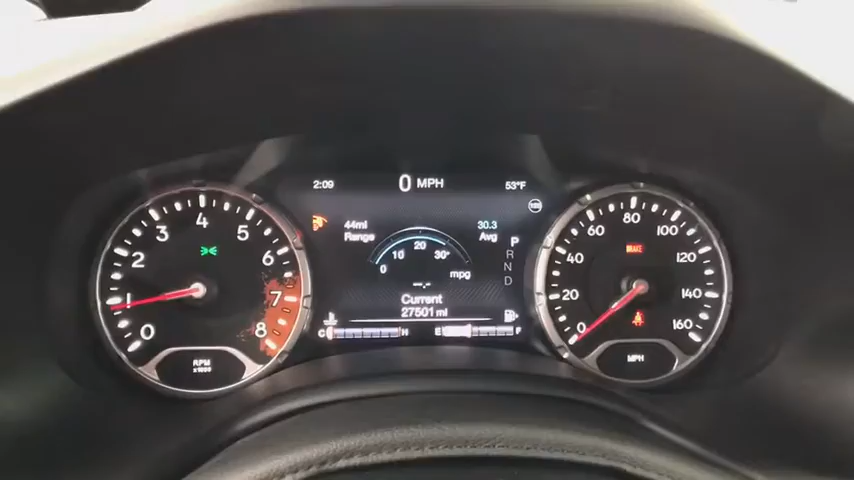 2:09
0 MPH
53°F
44mi
Range
30.3
Avg
0
10
20
30+
--.-
mpg
Current
27501 mi
P
R
N
D
C
H
E
F
0
1
2
3
4
5
6
7
8
RPM
x1000
0
20
40
60
80
100
120
140
160
BRAKE
MPH